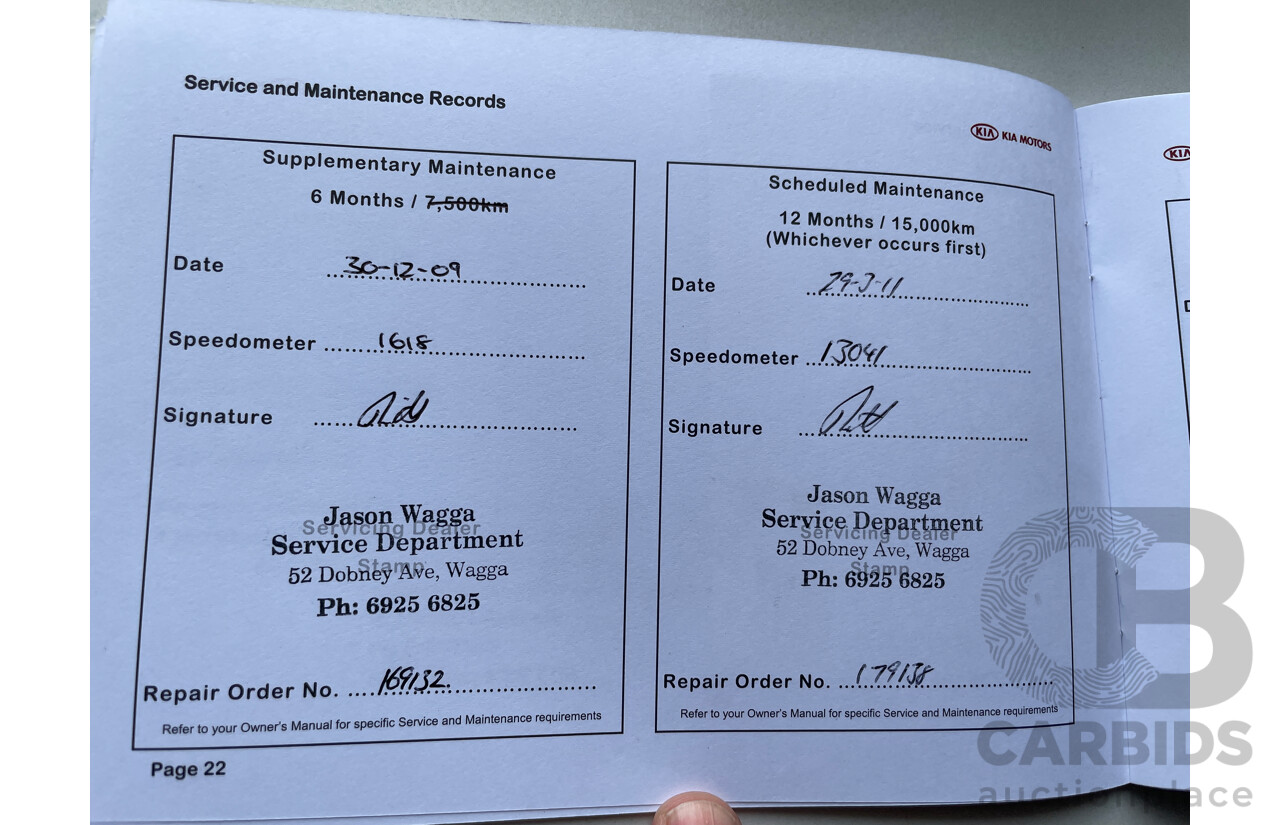 Service and Maintenance Records
KIA KIA MOTORS
KIA
Supplementary Maintenance
6 Months / 7,500km
Date 30-12-09
Speedometer 1618
Signature
Jason Wagga
Servicing Dealer
Service Department
Stamp
52 Dobney Ave, Wagga
Ph: 6925 6825
Repair Order No. 169132.
Refer to your Owner's Manual for specific Service and Maintenance requirements
Page 22
Scheduled Maintenance
12 Months / 15,000km
(Whichever occurs first)
Date 29-3-11
Speedometer 13041
Signature
Jason Wagga
Service Department
Servicing Dealer
52 Dobney Ave, Wagga
Stamp
Ph: 6925 6825
Repair Order No. 179138
Refer to your Owner's Manual for specific Service and Maintenance requirements
CB
CARBIDS
auction place